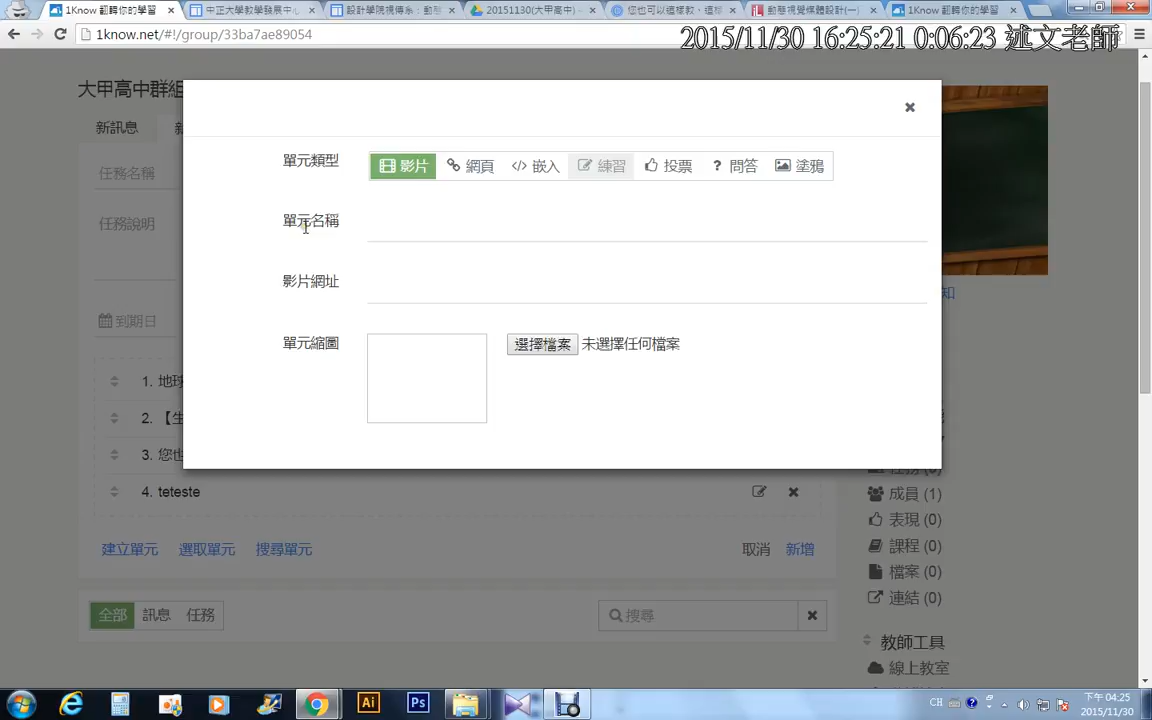 1Know 翻轉你的學習
中正大學教學發展中心
設計學院視傳系：動態
20151130(大甲高中)
您也可以這樣教、這樣
動態視覺媒體設計(一)
1Know 翻轉你的學習
1know.net/#!/group/33ba7ae89054
2015/11/30 16:25:21 0:06:23 述文老師
大甲高中群組
新訊息
任務名稱
任務說明
到期日
單元類型
影片
網頁
嵌入
練習
投票
問答
塗鴉
單元名稱
影片網址
單元縮圖
選擇檔案 未選擇任何檔案
知
1. 地球
2. 【生
3. 您也
4. teteste
建立單元 選取單元 搜尋單元
取消 新增
全部 訊息 任務
搜尋
成員 (1)
表現 (0)
課程 (0)
檔案 (0)
連結 (0)
教師工具
線上教室
Ai
Ps
CH
下午 04:25
2015/11/30